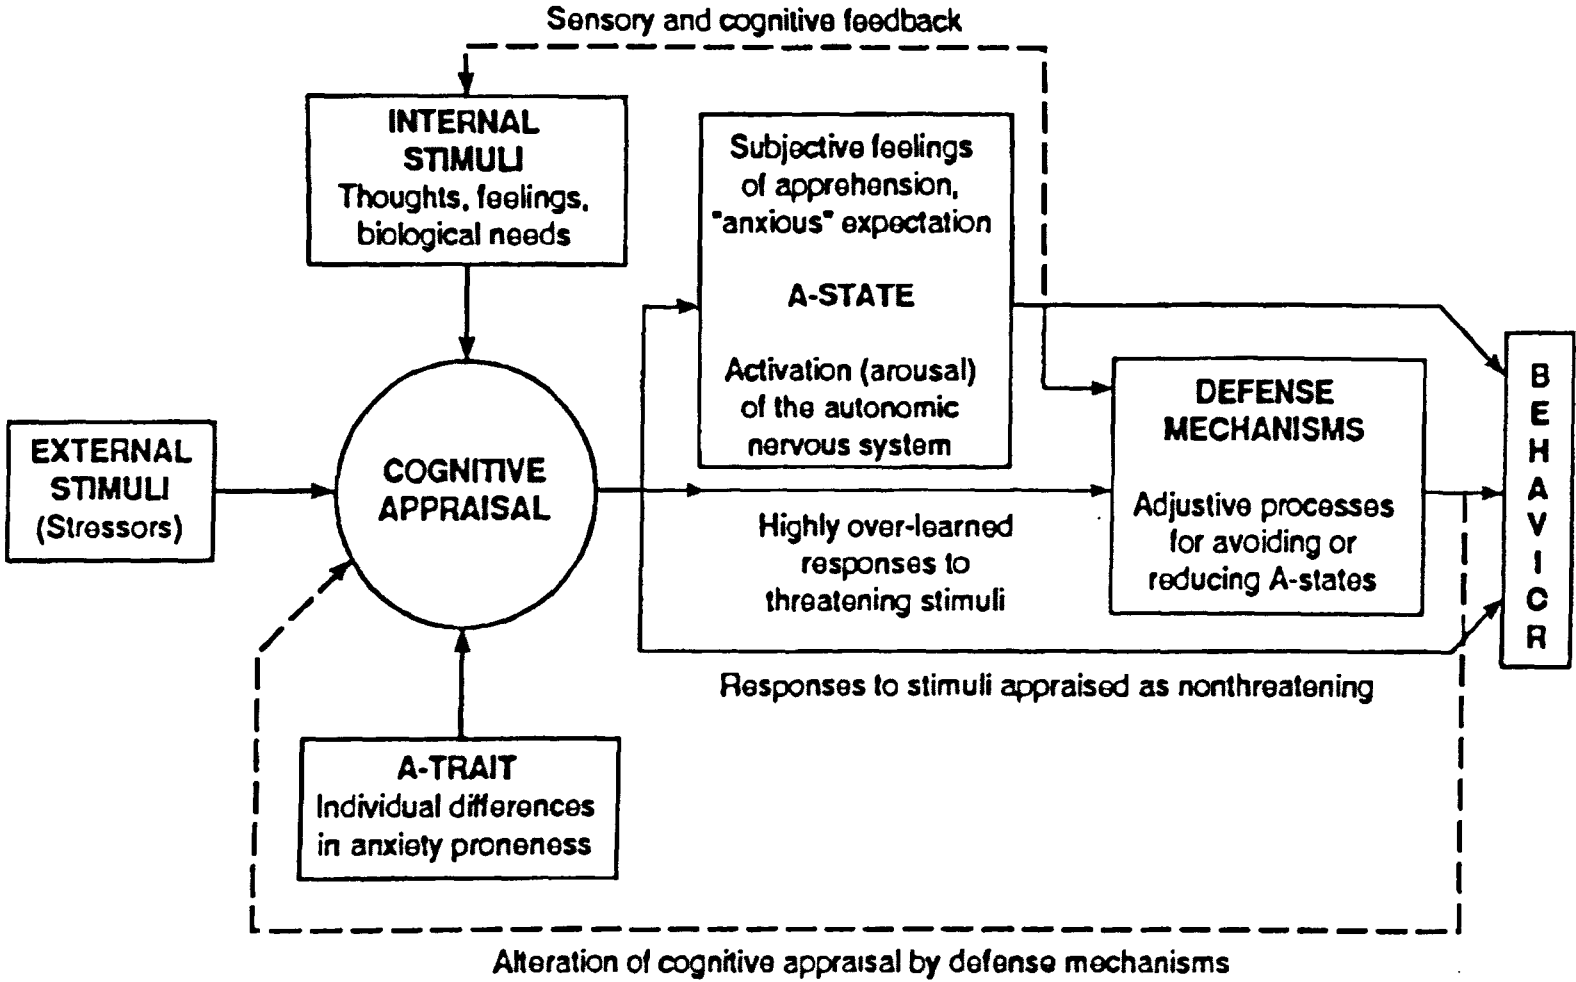 Sensory and cognitive feedback
INTERNAL
STIMULI
Thoughts, feelings,
biological needs
Subjective feelings
of apprehension,
"anxious" expectation
A-STATE
Activation (arousal)
of the autonomic
nervous system
EXTERNAL
STIMULI
(Stressors)
COGNITIVE
APPRAISAL
DEFENSE
MECHANISMS
Adjustive processes
for avoiding or
reducing A-states
B
E
H
A
V
I
C
R
Highly over-learned
responses to
threatening stimuli
Responses to stimuli appraised as nonthreatening
A-TRAIT
Individual differences
in anxiety proneness
Alteration of cognitive appraisal by defense mechanisms